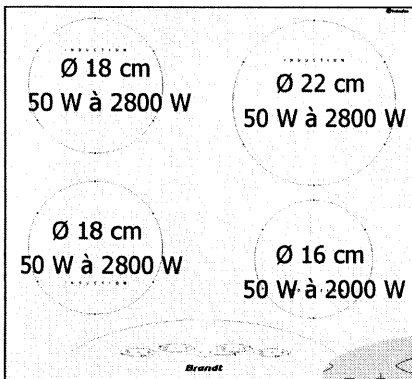 INDUCTION
Ø 18 cm
50 W à 2800 W
INDUCTION
Ø 22 cm
50 W à 2800 W
Ø 18 cm
50 W à 2800 W
INDUCTION
Ø 16 cm
50 W à 2000 W
Brandt